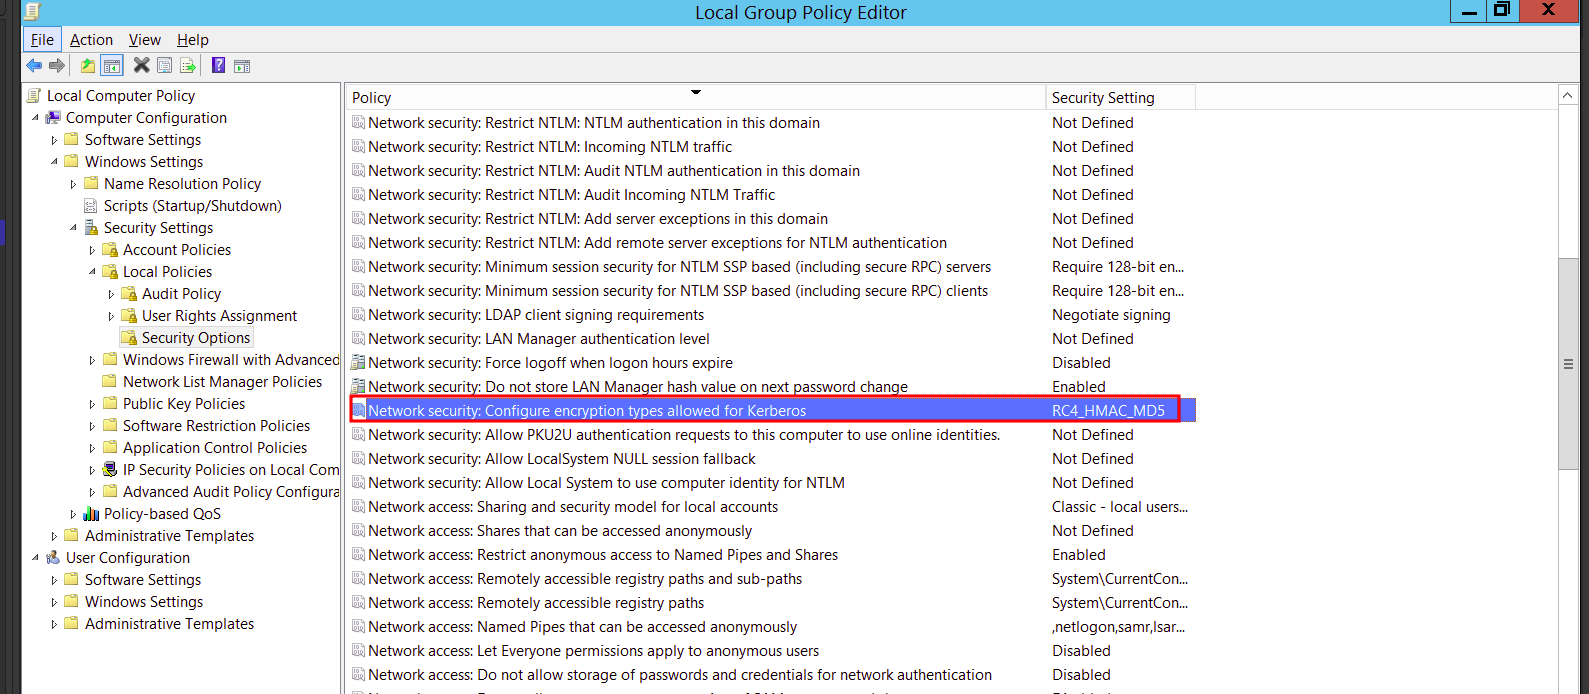 Local Group Policy Editor
File Action View Help
Local Computer Policy
Computer Configuration
Software Settings
Windows Settings
Name Resolution Policy
Scripts (Startup/Shutdown)
Security Settings
Account Policies
Local Policies
Audit Policy
User Rights Assignment
Security Options
Windows Firewall with Advanced
Network List Manager Policies
Public Key Policies
Software Restriction Policies
Application Control Policies
IP Security Policies on Local Com
Advanced Audit Policy Configura
Policy-based QoS
Administrative Templates
User Configuration
Software Settings
Windows Settings
Administrative Templates
Policy Security Setting
Network security: Restrict NTLM: NTLM authentication in this domain Not Defined
Network security: Restrict NTLM: Incoming NTLM traffic Not Defined
Network security: Restrict NTLM: Audit NTLM authentication in this domain Not Defined
Network security: Restrict NTLM: Audit Incoming NTLM Traffic Not Defined
Network security: Restrict NTLM: Add server exceptions in this domain Not Defined
Network security: Restrict NTLM: Add remote server exceptions for NTLM authentication Not Defined
Network security: Minimum session security for NTLM SSP based (including secure RPC) servers Require 128-bit en...
Network security: Minimum session security for NTLM SSP based (including secure RPC) clients Require 128-bit en...
Network security: LDAP client signing requirements Negotiate signing
Network security: LAN Manager authentication level Not Defined
Network security: Force logoff when logon hours expire Disabled
Network security: Do not store LAN Manager hash value on next password change Enabled
Network security: Configure encryption types allowed for Kerberos RC4_HMAC_MD5
Network security: Allow PKU2U authentication requests to this computer to use online identities. Not Defined
Network security: Allow LocalSystem NULL session fallback Not Defined
Network security: Allow Local System to use computer identity for NTLM Not Defined
Network access: Sharing and security model for local accounts Classic - local users...
Network access: Shares that can be accessed anonymously Not Defined
Network access: Restrict anonymous access to Named Pipes and Shares Enabled
Network access: Remotely accessible registry paths and sub-paths System\CurrentCon...
Network access: Remotely accessible registry paths System\CurrentCon...
Network access: Named Pipes that can be accessed anonymously ,netlogon,samr,lsar...
Network access: Let Everyone permissions apply to anonymous users Disabled
Network access: Do not allow storage of passwords and credentials for network authentication Disabled